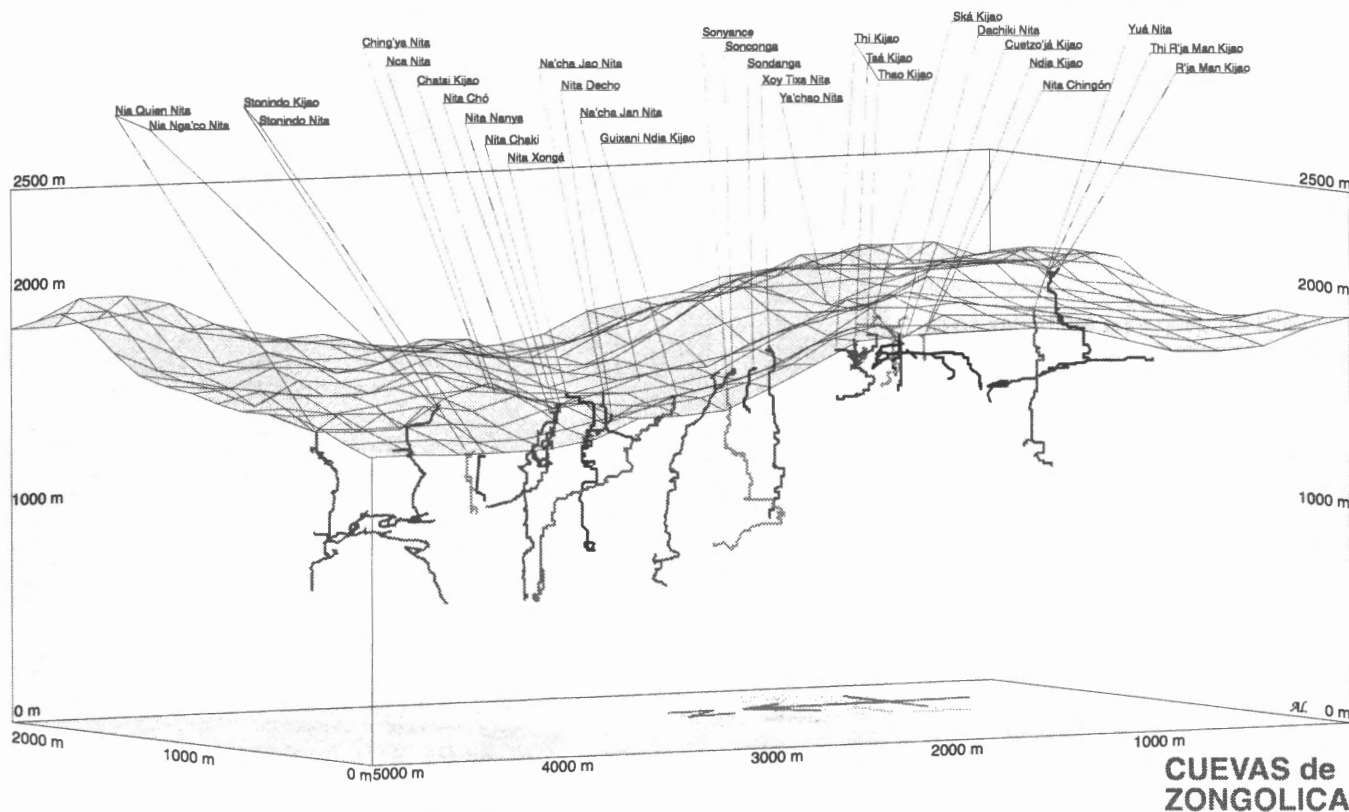 Ching'ya Nita
Nca Nita
Chatai Kijao
Nita Chó
Nita Nanya
Nita Chaki
Nita Xongá
Nia Quien Nita
Nia Nga'co Nita
Stonindo Kijao
Stonindo Nita
Na'cha Jao Nita
Nita Decho
Na'cha Jan Nita
Guixani Ndia Kijao
Sonyance
Sonconga
Sondanga
Xoy Tixa Nita
Ya'chao Nita
Thi Kijao
Tsá Kijao
Thao Kijao
Ská Kijao
Dachiki Nita
Cuetzo'já Kijao
Ndia Kijao
Nita Chingón
Yuá Nita
Thi R'ja Man Kijao
R'ja Man Kijao
2500 m
2500 m
2000 m
2000 m
1000 m
1000 m
0 m
0 m
2000 m
1000 m
0 m
5000 m
4000 m
3000 m
2000 m
1000 m
CUEVAS de
ZONGOLICA